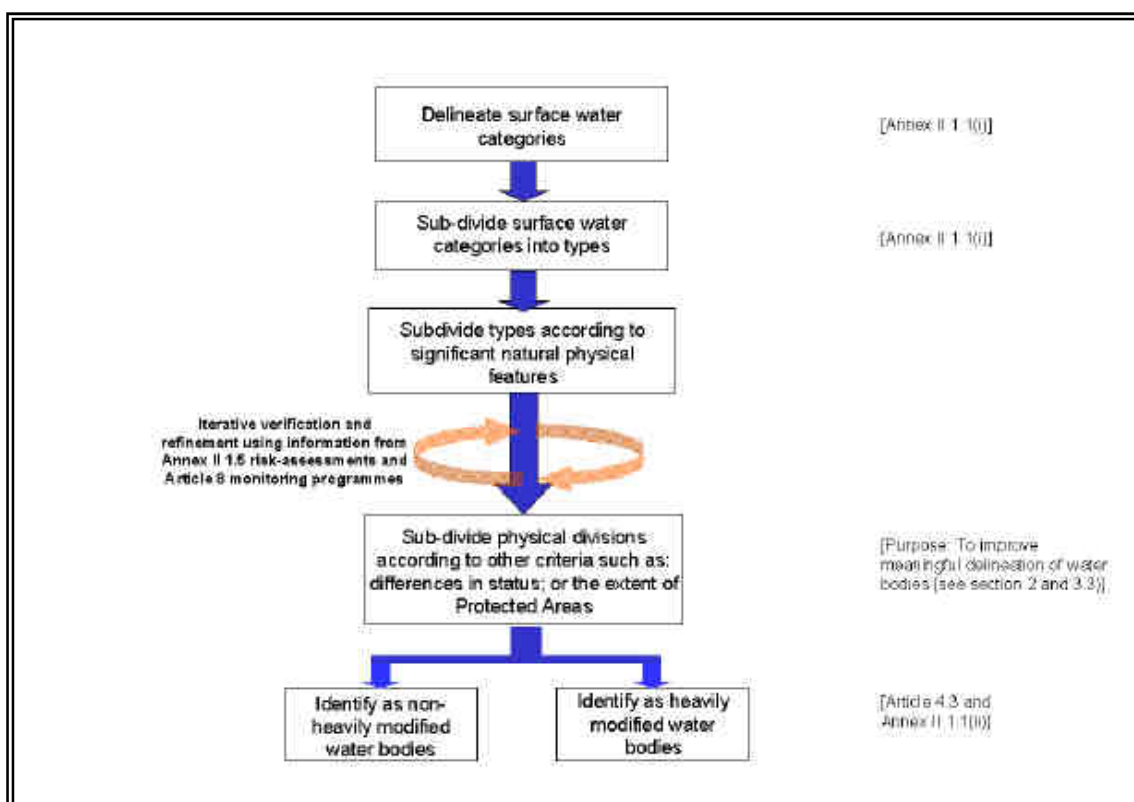 Delineate surface water
categories
[Annex II 1.1(i)]
Sub-divide surface water
categories into types
[Annex II 1.1(i)]
Subdivide types according to
significant natural physical
features
Iterative verification and
refinement using information from
Annex II 1.5 risk-assessments and
Article 8 monitoring programmes
Sub-divide physical divisions
according to other criteria such as:
differences in status; or the extent of
Protected Areas
[Purpose: To improve
meaningful delineation of water
bodies (see section 2 and 3.3)]
Identify as non-
heavily modified
water bodies
Identify as heavily
modified water
bodies
[Article 4.3 and
Annex II 1.1(i)]